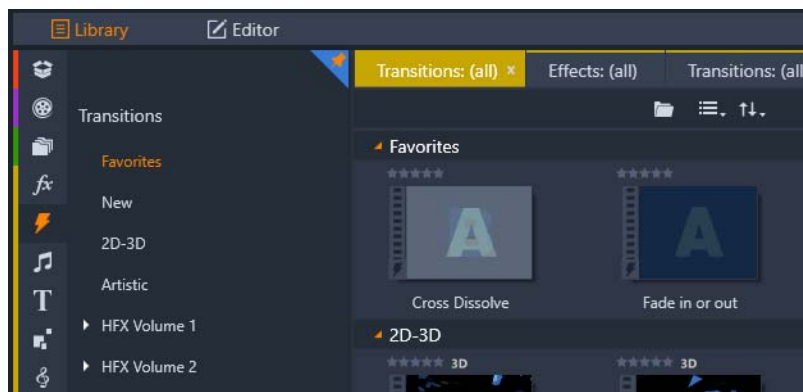 Library
Editor
Transitions
Favorites
New
2D-3D
Artistic
HFX Volume 1
HFX Volume 2
Transitions: (all) ×
Effects: (all)
Transitions: (all
Favorites
A
Cross Dissolve
A
Fade in or out
2D-3D
3D
3D
fx
T